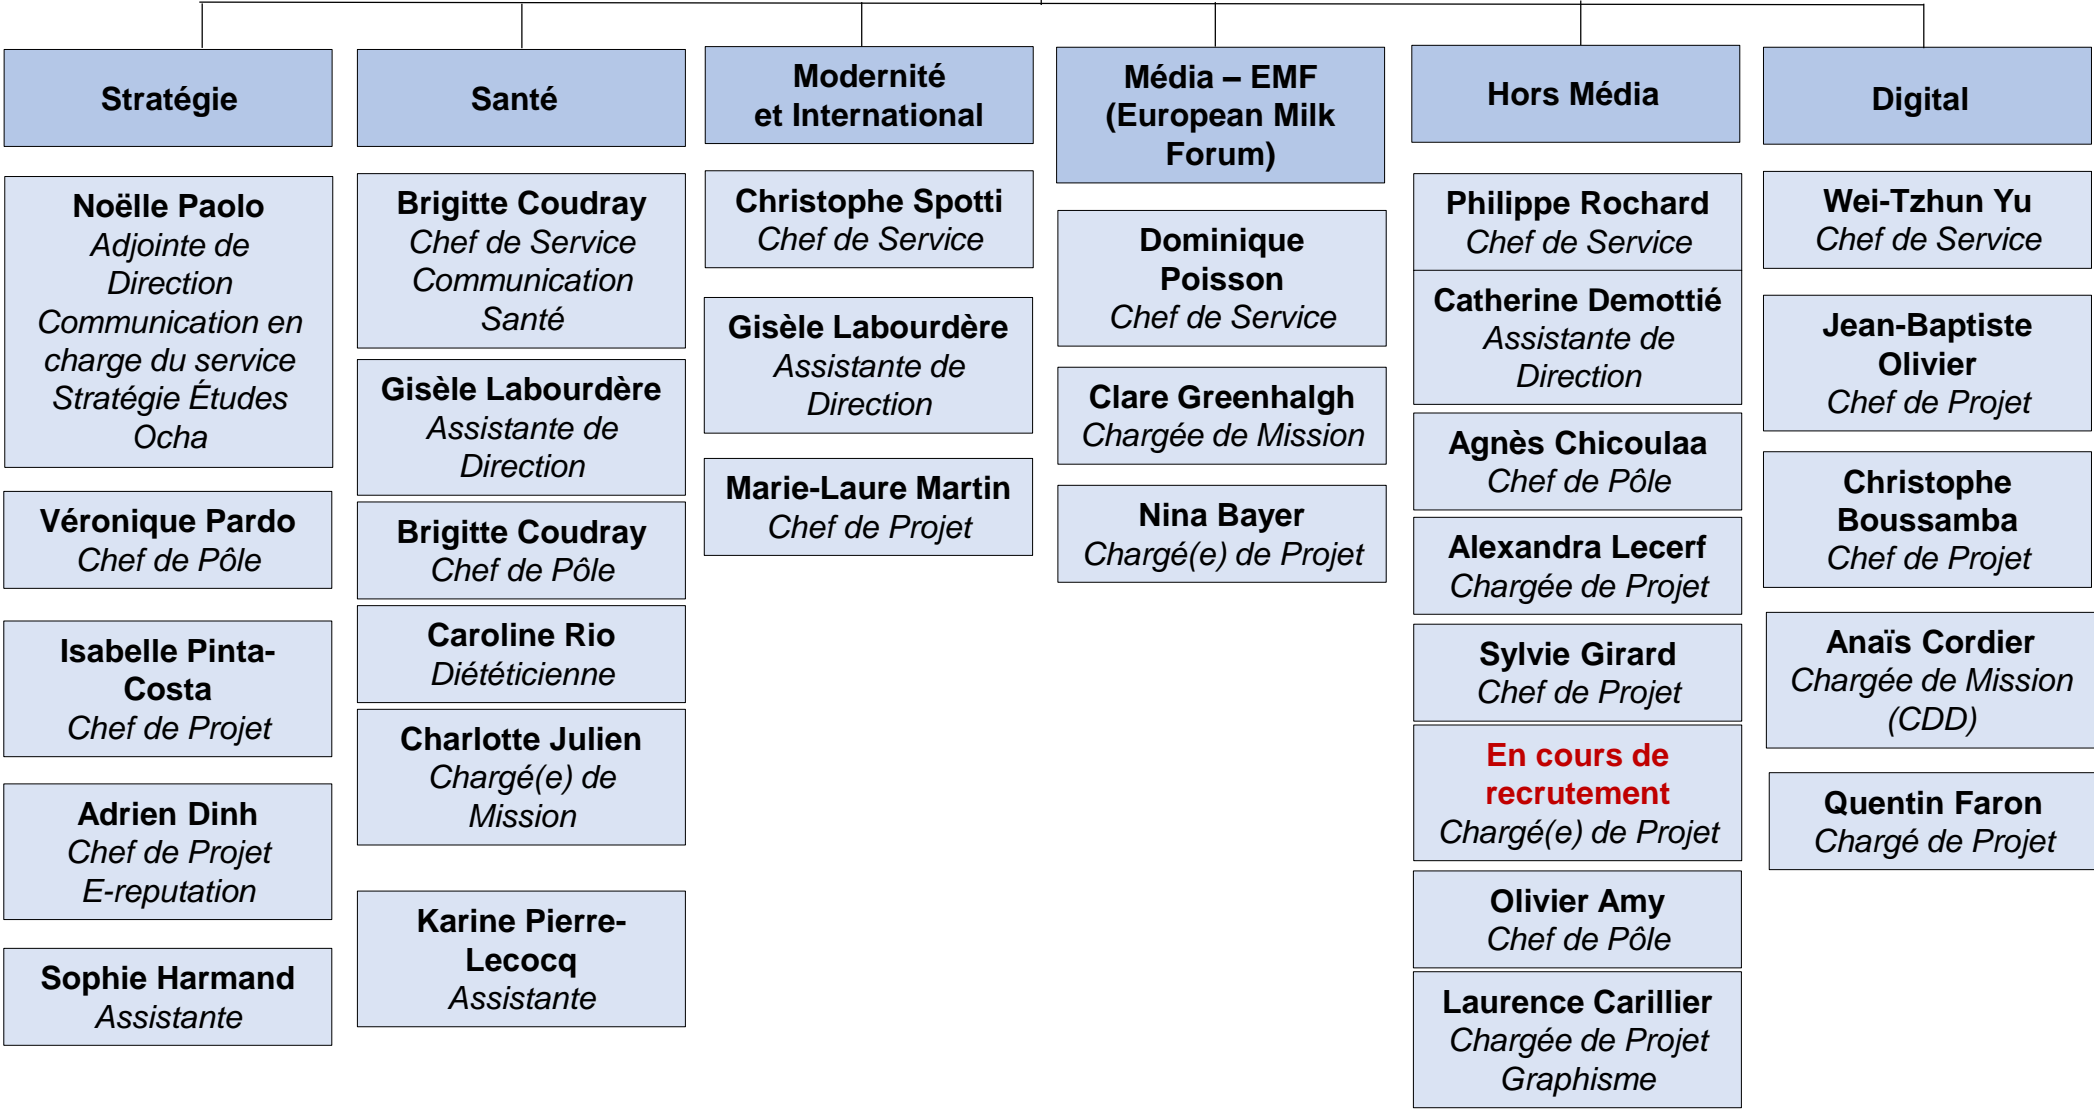 Stratégie
Noëlle Paolo
Adjointe de
Direction
Communication en
charge du service
Stratégie Études
Ocha
Véronique Pardo
Chef de Pôle
Isabelle Pinta-
Costa
Chef de Projet
Adrien Dinh
Chef de Projet
E-reputation
Sophie Harmand
Assistante
Santé
Brigitte Coudray
Chef de Service
Communication
Santé
Gisèle Labourdère
Assistante de
Direction
Brigitte Coudray
Chef de Pôle
Caroline Rio
Diététicienne
Charlotte Julien
Chargé(e) de
Mission
Karine Pierre-
Lecocq
Assistante
Modernité
et International
Christophe Spotti
Chef de Service
Gisèle Labourdère
Assistante de
Direction
Marie-Laure Martin
Chef de Projet
Média – EMF
(European Milk
Forum)
Dominique
Poisson
Chef de Service
Clare Greenhalgh
Chargée de Mission
Nina Bayer
Chargé(e) de Projet
Hors Média
Philippe Rochard
Chef de Service
Catherine Demottié
Assistante de
Direction
Agnès Chicoulaa
Chef de Pôle
Alexandra Lecerf
Chargée de Projet
Sylvie Girard
Chef de Projet
En cours de
recrutement
Chargé(e) de Projet
Olivier Amy
Chef de Pôle
Laurence Carillier
Chargée de Projet
Graphisme
Digital
Wei-Tzhun Yu
Chef de Service
Jean-Baptiste
Olivier
Chef de Projet
Christophe
Boussamba
Chef de Projet
Anaïs Cordier
Chargée de Mission
(CDD)
Quentin Faron
Chargé de Projet